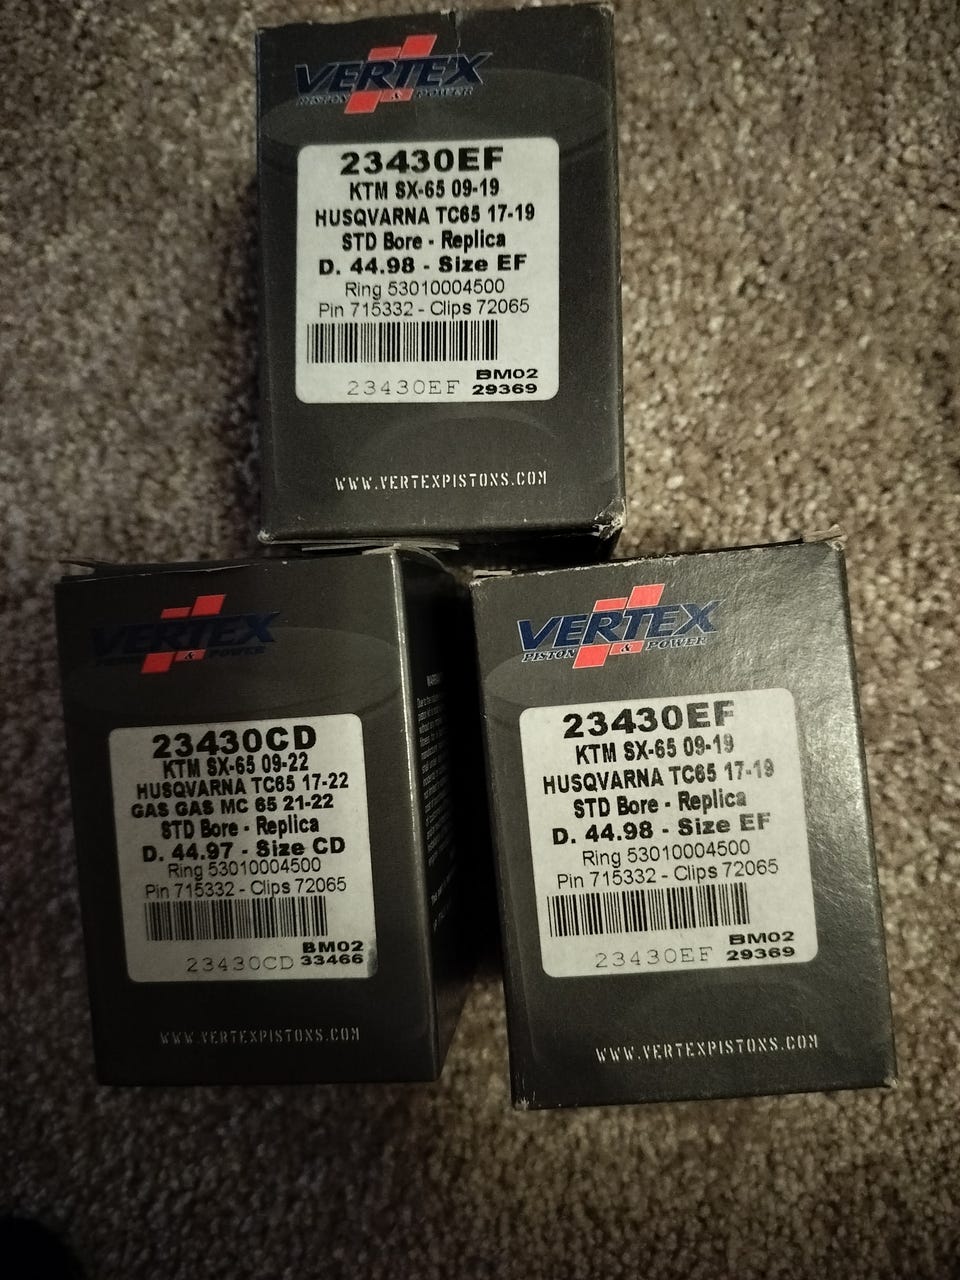 VERTEX
PISTON & POWER
23430EF
KTM SX-65 09-19
HUSQVARNA TC65 17-19
STD Bore - Replica
D. 44.98 - Size EF
Ring 53010004500
Pin 715332 - Clips 72065
BM02
23430EF 29369
WWW.VERTEXPISTONS.COM
VERTEX
PISTON & POWER
23430CD
KTM SX-65 09-22
HUSQVARNA TC65 17-22
GAS GAS MC 65 21-22
STD Bore - Replica
D. 44.97 - Size CD
Ring 53010004500
Pin 715332 - Clips 72065
BM02
23430CD 33466
WWW.VERTEXPISTONS.COM
VERTEX
PISTON & POWER
23430EF
KTM SX-65 09-19
HUSQVARNA TC65 17-19
STD Bore - Replica
D. 44.98 - Size EF
Ring 53010004500
Pin 715332 - Clips 72065
BM02
23430EF 29369
WWW.VERTEXPISTONS.COM